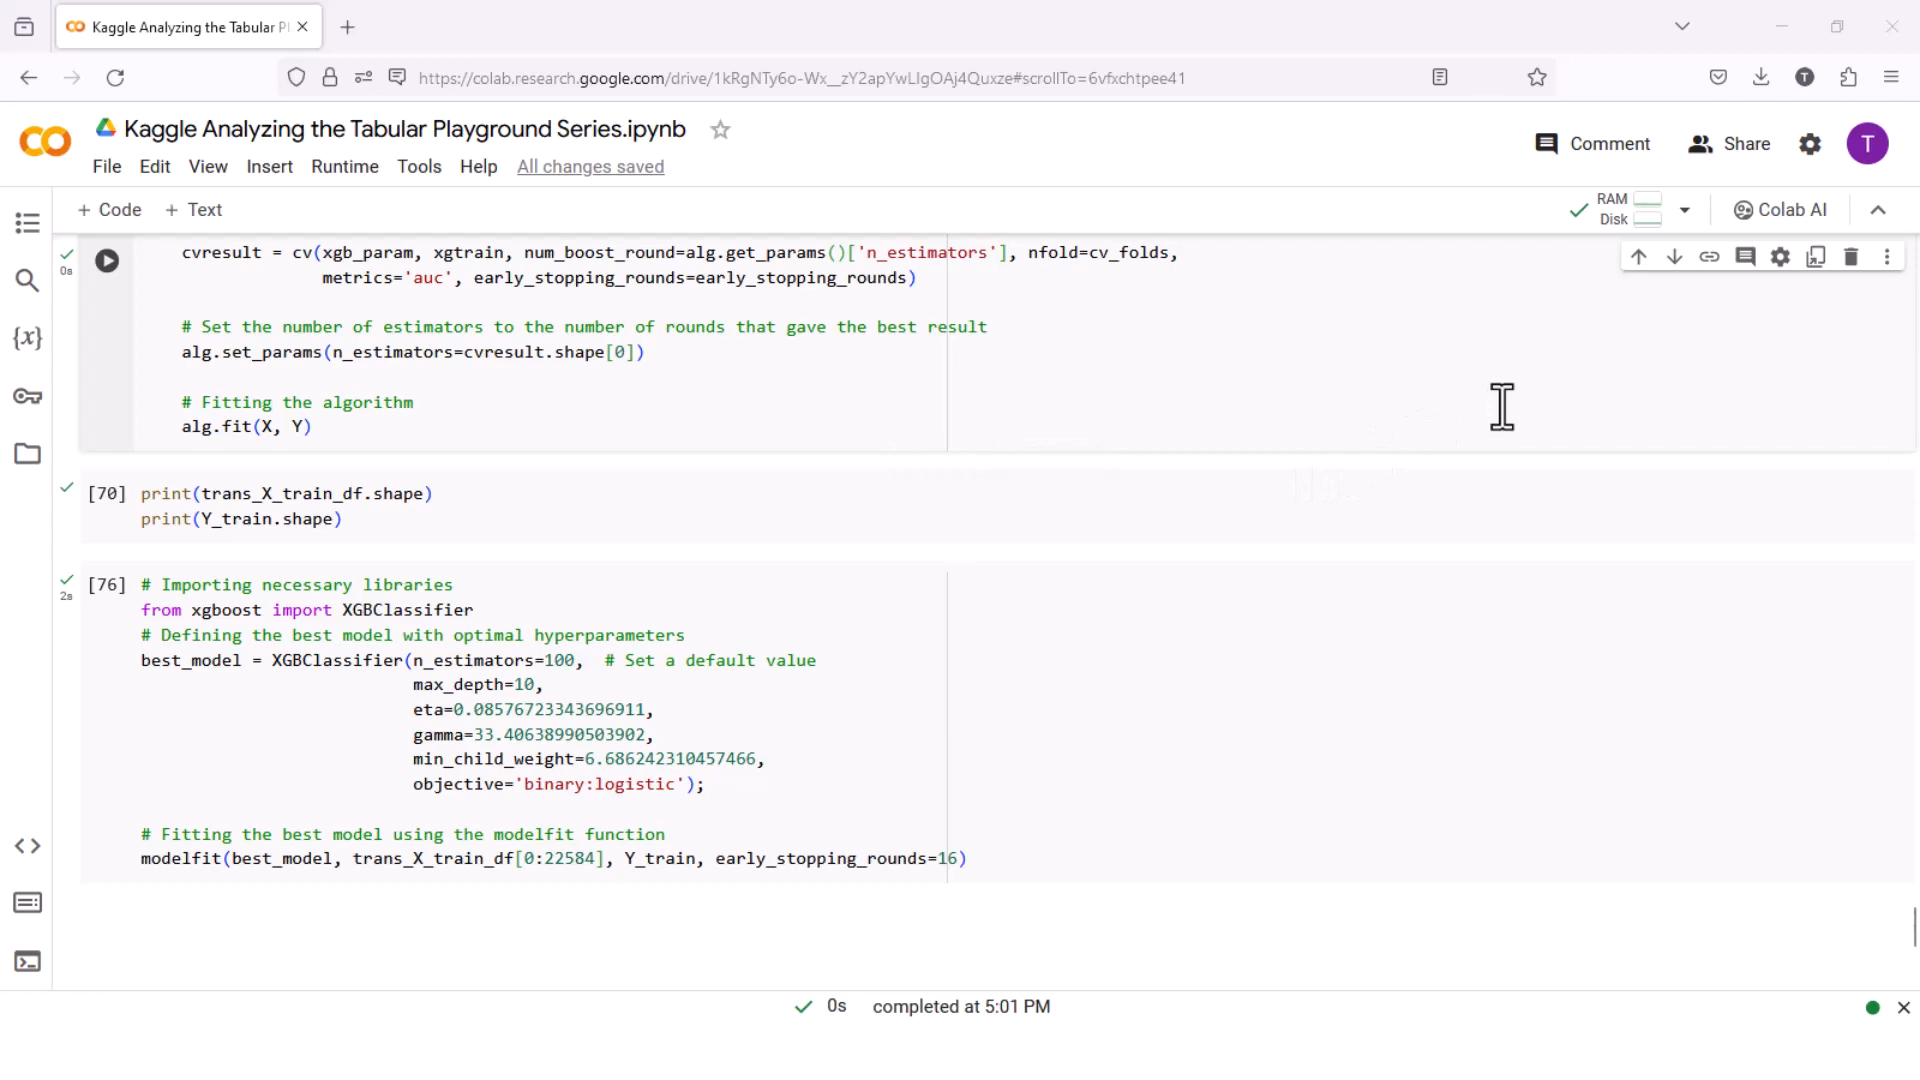 Kaggle Analyzing the Tabular Pl
https://colab.research.google.com/drive/1kRgNTy6o-Wx__zY2apYwLIgOAj4Quxze#scrollTo=6vfxchtpee41
T
Kaggle Analyzing the Tabular Playground Series.ipynb
Comment
Share
T
File Edit View Insert Runtime Tools Help All changes saved
+ Code + Text
RAM
Disk
Colab AI
0s
cvresult = cv(xgb_param, xgtrain, num_boost_round=alg.get_params()['n_estimators'], nfold=cv_folds,
metrics='auc', early_stopping_rounds=early_stopping_rounds)
# Set the number of estimators to the number of rounds that gave the best result
alg.set_params(n_estimators=cvresult.shape[0])
# Fitting the algorithm
alg.fit(X, Y)
{x}
[70] print(trans_X_train_df.shape)
print(Y_train.shape)
2s
[76] # Importing necessary libraries
from xgboost import XGBClassifier
# Defining the best model with optimal hyperparameters
best_model = XGBClassifier(n_estimators=100, # Set a default value
max_depth=10,
eta=0.08576723343696911,
gamma=33.40638990503902,
min_child_weight=6.686242310457466,
objective='binary:logistic');
# Fitting the best model using the modelfit function
modelfit(best_model, trans_X_train_df[0:22584], Y_train, early_stopping_rounds=16)
0s completed at 5:01 PM